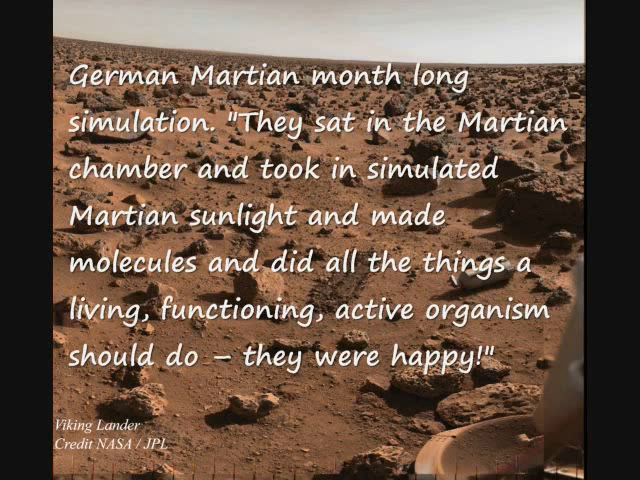 German Martian month long
simulation. "They sat in the Martian
chamber and took in simulated
Martian sunlight and made
molecules and did all the things a
living, functioning, active organism
should do – they were happy!"
Viking Lander
Credit NASA / JPL